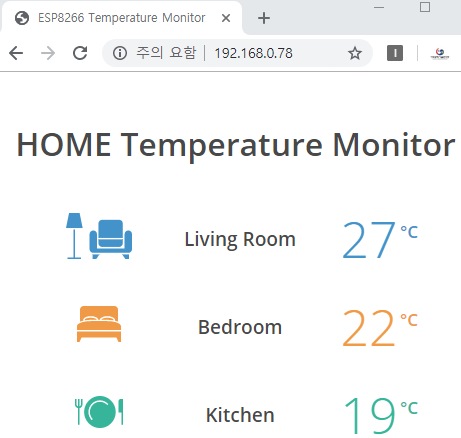 ESP8266 Temperature Monitor
주의 요함 192.168.0.78
HOME Temperature Monitor
Living Room 27 °C
Bedroom 22 °C
Kitchen 19 °C